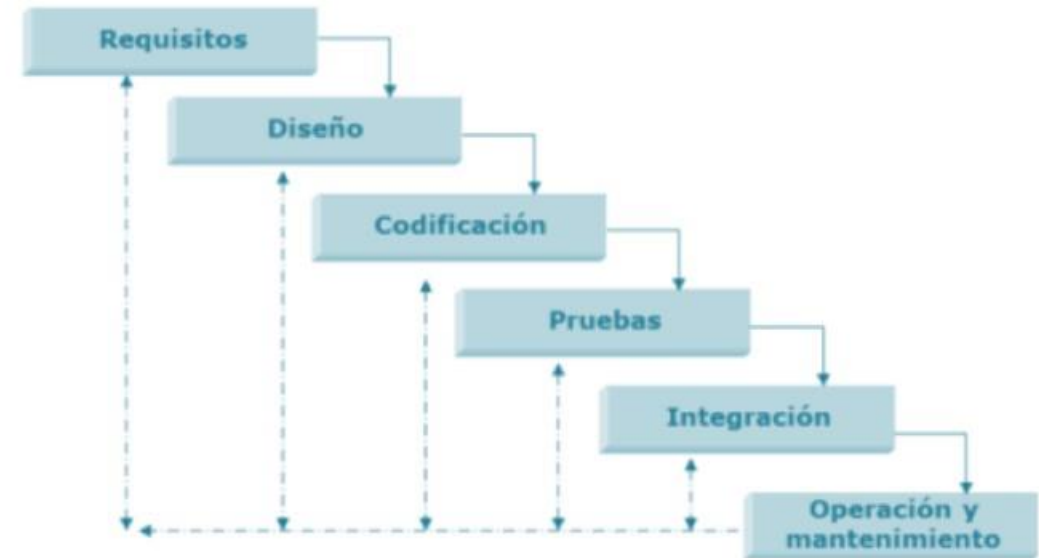 Requisitos
Diseño
Codificación
Pruebas
Integración
Operación y
mantenimiento